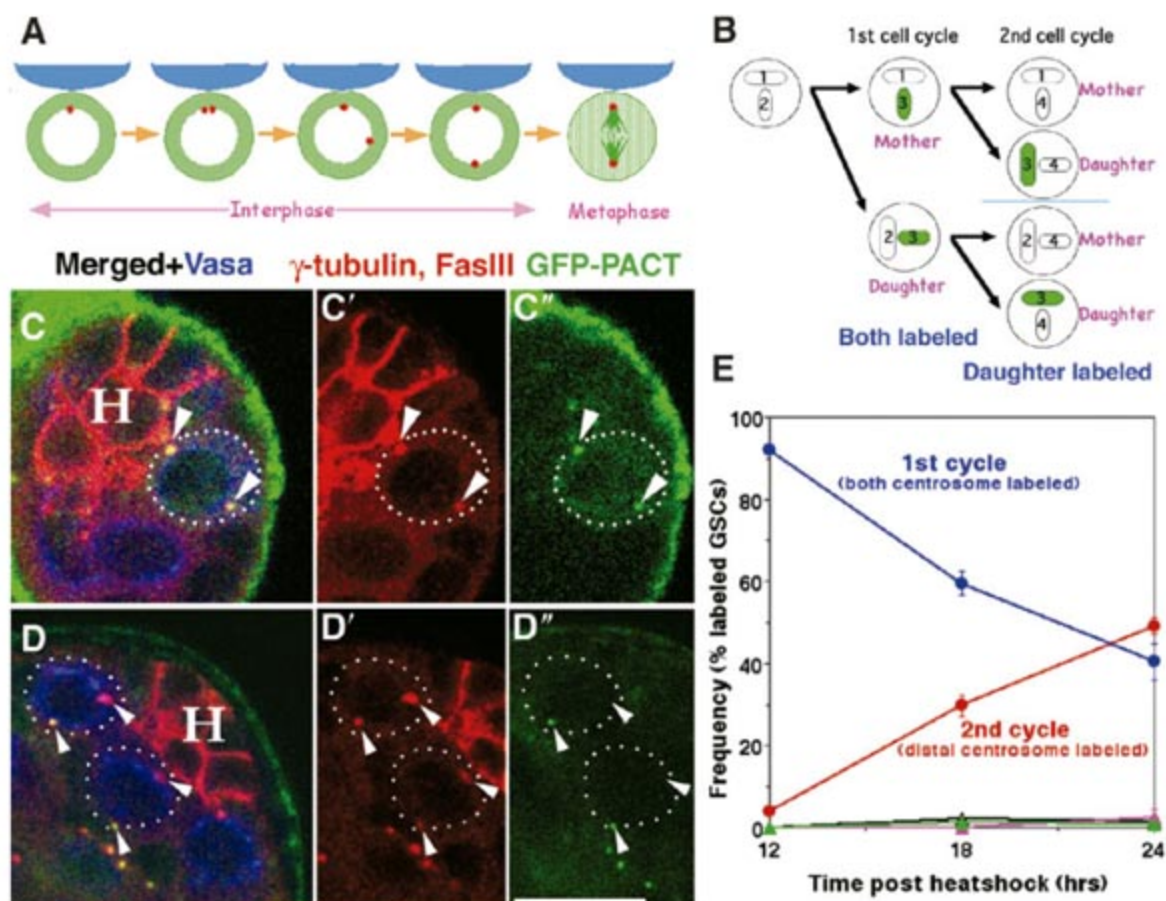 A
Interphase
Metaphase
B
1st cell cycle
2nd cell cycle
1
2
1
3
Mother
1
4
Mother
3
4
Daughter
2
3
Daughter
2
4
Mother
3
4
Daughter
Both labeled
Daughter labeled
Merged+Vasa
γ-tubulin, FasIII
GFP-PACT
C
H
C′
C″
D
H
D′
D″
E
100
80
60
40
20
0
12
18
24
Frequency (% labeled GSCs)
Time post heatshock (hrs)
1st cycle
(both centrosome labeled)
2nd cycle
(distal centrosome labeled)